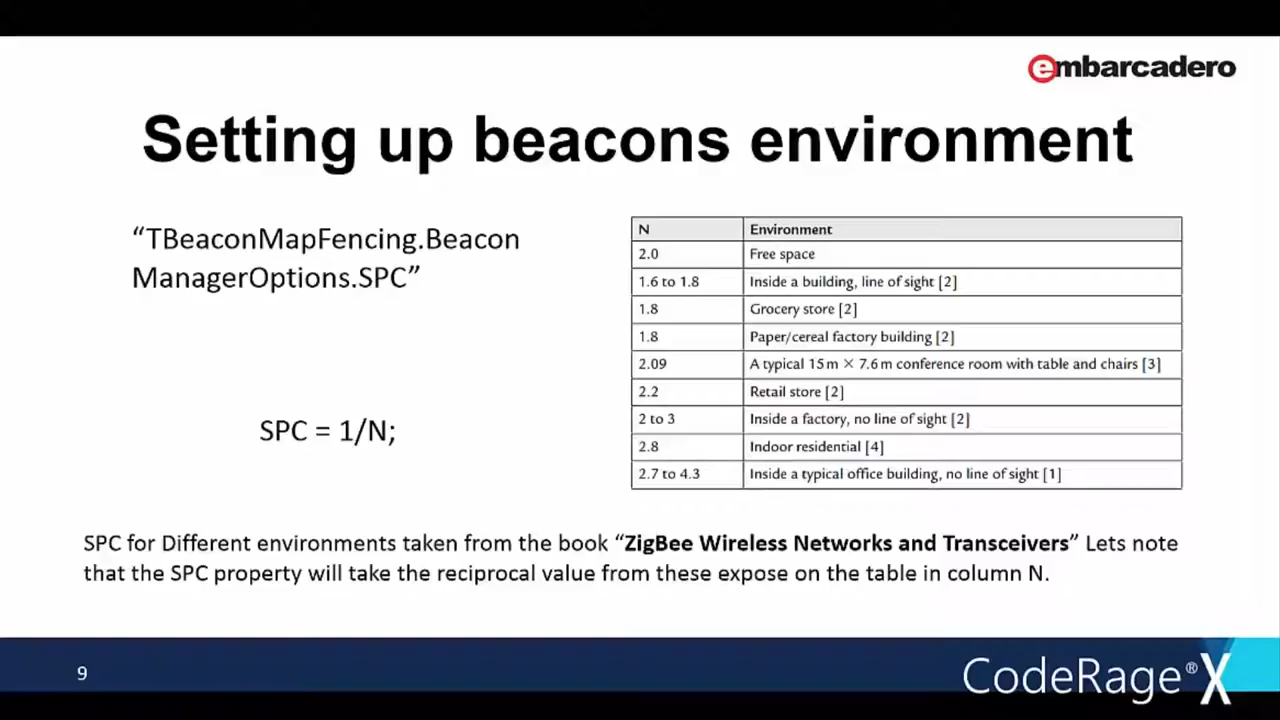 embarcadero
Setting up beacons environment
“TBeaconMapFencing.Beacon
ManagerOptions.SPC”
SPC = 1/N;
N Environment
2.0 Free space
1.6 to 1.8 Inside a building, line of sight [2]
1.8 Grocery store [2]
1.8 Paper/cereal factory building [2]
2.09 A typical 15 m × 7.6 m conference room with table and chairs [3]
2.2 Retail store [2]
2 to 3 Inside a factory, no line of sight [2]
2.8 Indoor residential [4]
2.7 to 4.3 Inside a typical office building, no line of sight [1]
SPC for Different environments taken from the book “ZigBee Wireless Networks and Transceivers” Lets note
that the SPC property will take the reciprocal value from these expose on the table in column N.
9
CodeRage® X